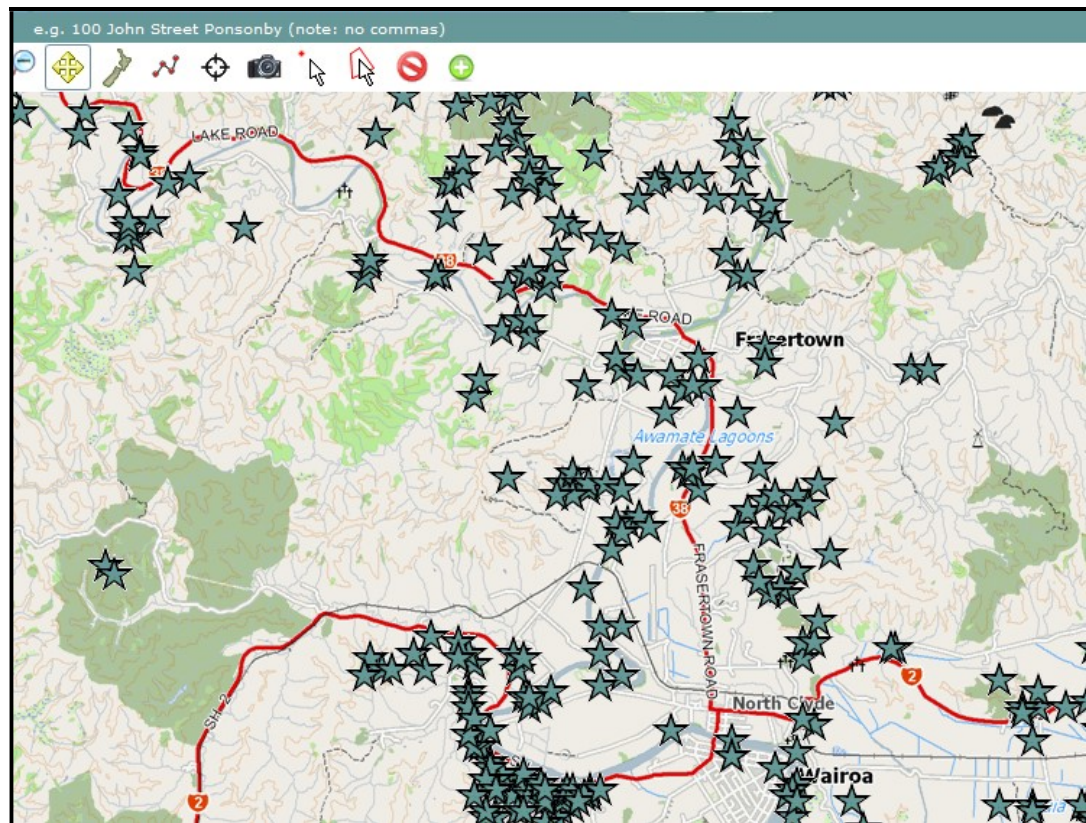 e.g. 100 John Street Ponsonby (note: no commas)
LAKE ROAD
38
ROAD
Frasertown
Awamate Lagoons
38
FRASERTOWN ROAD
2
SH 2
North Clyde
Wairoa
2